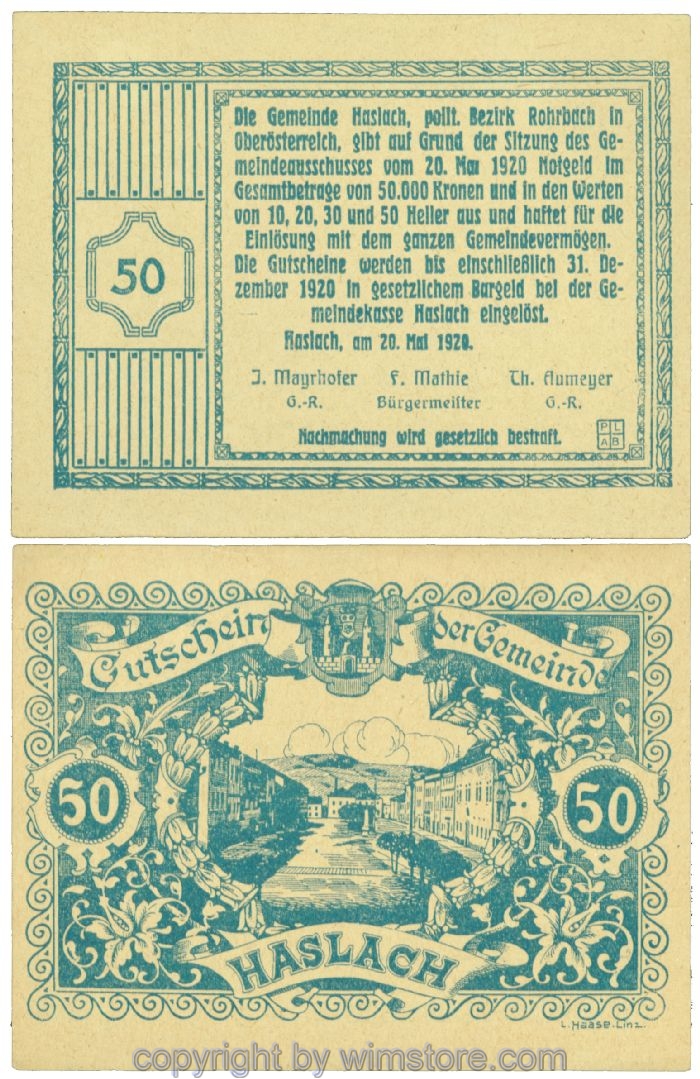 Die Gemeinde Haslach, polit. Bezirk Rohrbach in
Oberösterreich, gibt auf Grund der Sitzung des Ge-
meindeausschusses vom 20. Mai 1920 Notgeld im
Gesamtbetrage von 50.000 Kronen und in den Werten
von 10, 20, 30 und 50 Heller aus und haftet für die
Einlösung mit dem ganzen Gemeindevermögen.
Die Gutscheine werden bis einschließlich 31. De-
zember 1920 in gesetzlichem Bargeld bei der Ge-
meindekasse Haslach eingelöst.
50
Haslach, am 20. Mai 1920.
J. Mayrhofer F. Mathie Th. Aumeyer
G.-R. Bürgermeister G.-R.
Nachmachung wird gesetzlich bestraft.
P L
A B
Gutschein der Gemeinde
50 50
HASLACH
L. Haase. Linz.
copyright by wimstore.com